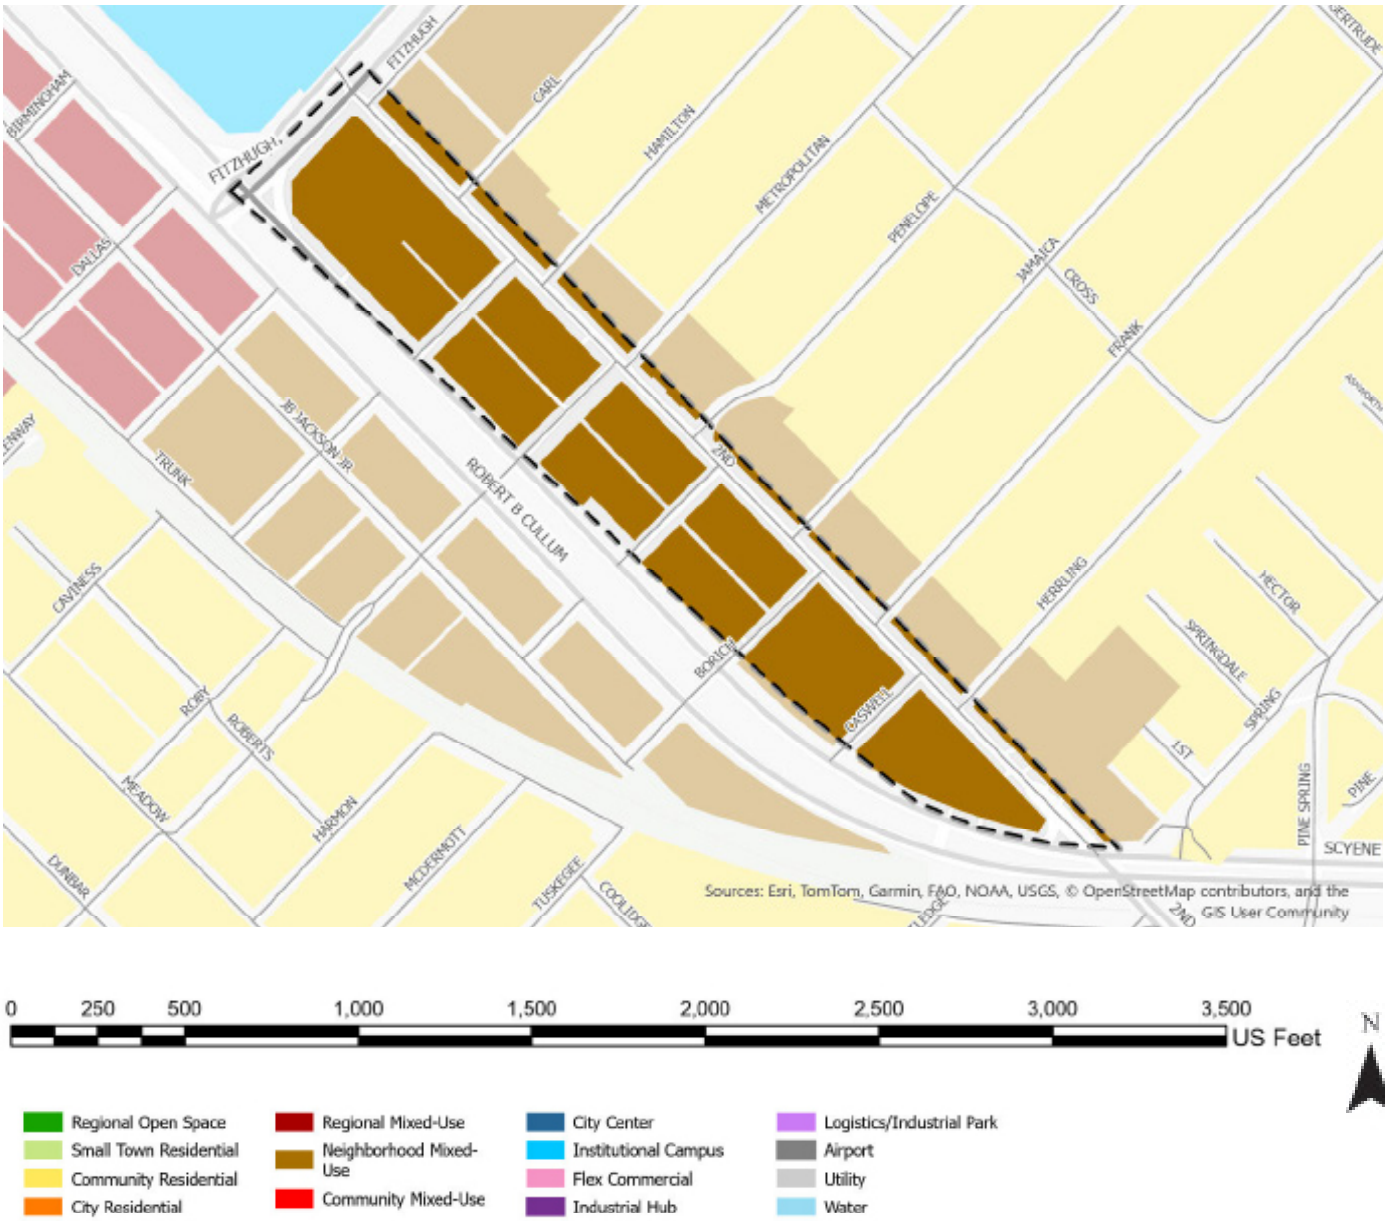 FITZHUGH
GERTRUDE
BIRMINGHAM
CARL
HAMILTON
FITZHUGH
METROPOLITAN
PENELOPE
DALLAS
JAMAICA
CROSS
FRANK
JB JACKSON JR
ENWAY
2ND
TRUNK
ROBERT B CULLUM
CAVINESS
HERRLING
HECTOR
SPRINGDALE
BORICH
ROBY
CASWELL
SPRING
ROBERTS
1ST
MEADOW
PINE
HARMON
PINE SPRING
SCYENE
MCDERMOTT
DUNBAR
TUSKEGEE
COOLIDGE
TLEDGE
2ND
Sources: Esri, TomTom, Garmin, FAO, NOAA, USGS, © OpenStreetMap contributors, and the
GIS User Community
0 250 500 1,000 1,500 2,000 2,500 3,000 3,500
US Feet
N
Regional Open Space
Small Town Residential
Community Residential
City Residential
Regional Mixed-Use
Neighborhood Mixed-
Use
Community Mixed-Use
City Center
Institutional Campus
Flex Commercial
Industrial Hub
Logistics/Industrial Park
Airport
Utility
Water